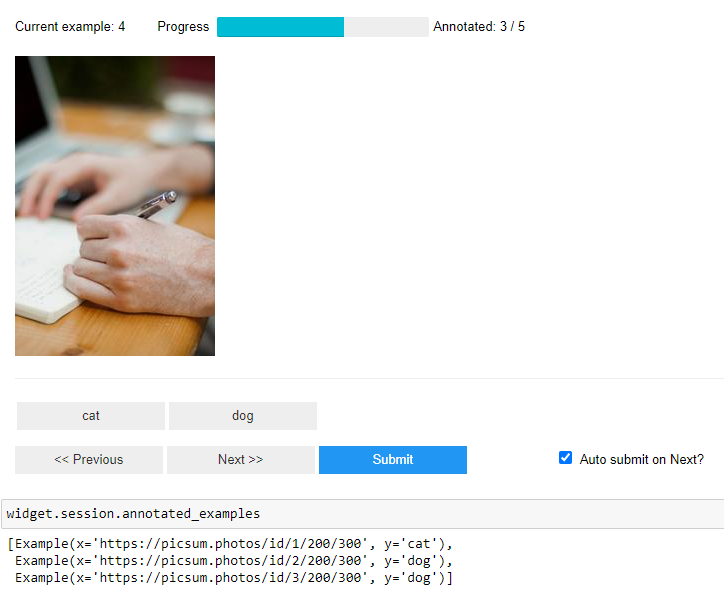 Current example: 4 Progress Annotated: 3 / 5
cat dog
<< Previous Next >> Submit Auto submit on Next?
widget.session.annotated_examples
[Example(x='https://picsum.photos/id/1/200/300', y='cat'),
 Example(x='https://picsum.photos/id/2/200/300', y='dog'),
 Example(x='https://picsum.photos/id/3/200/300', y='dog')]